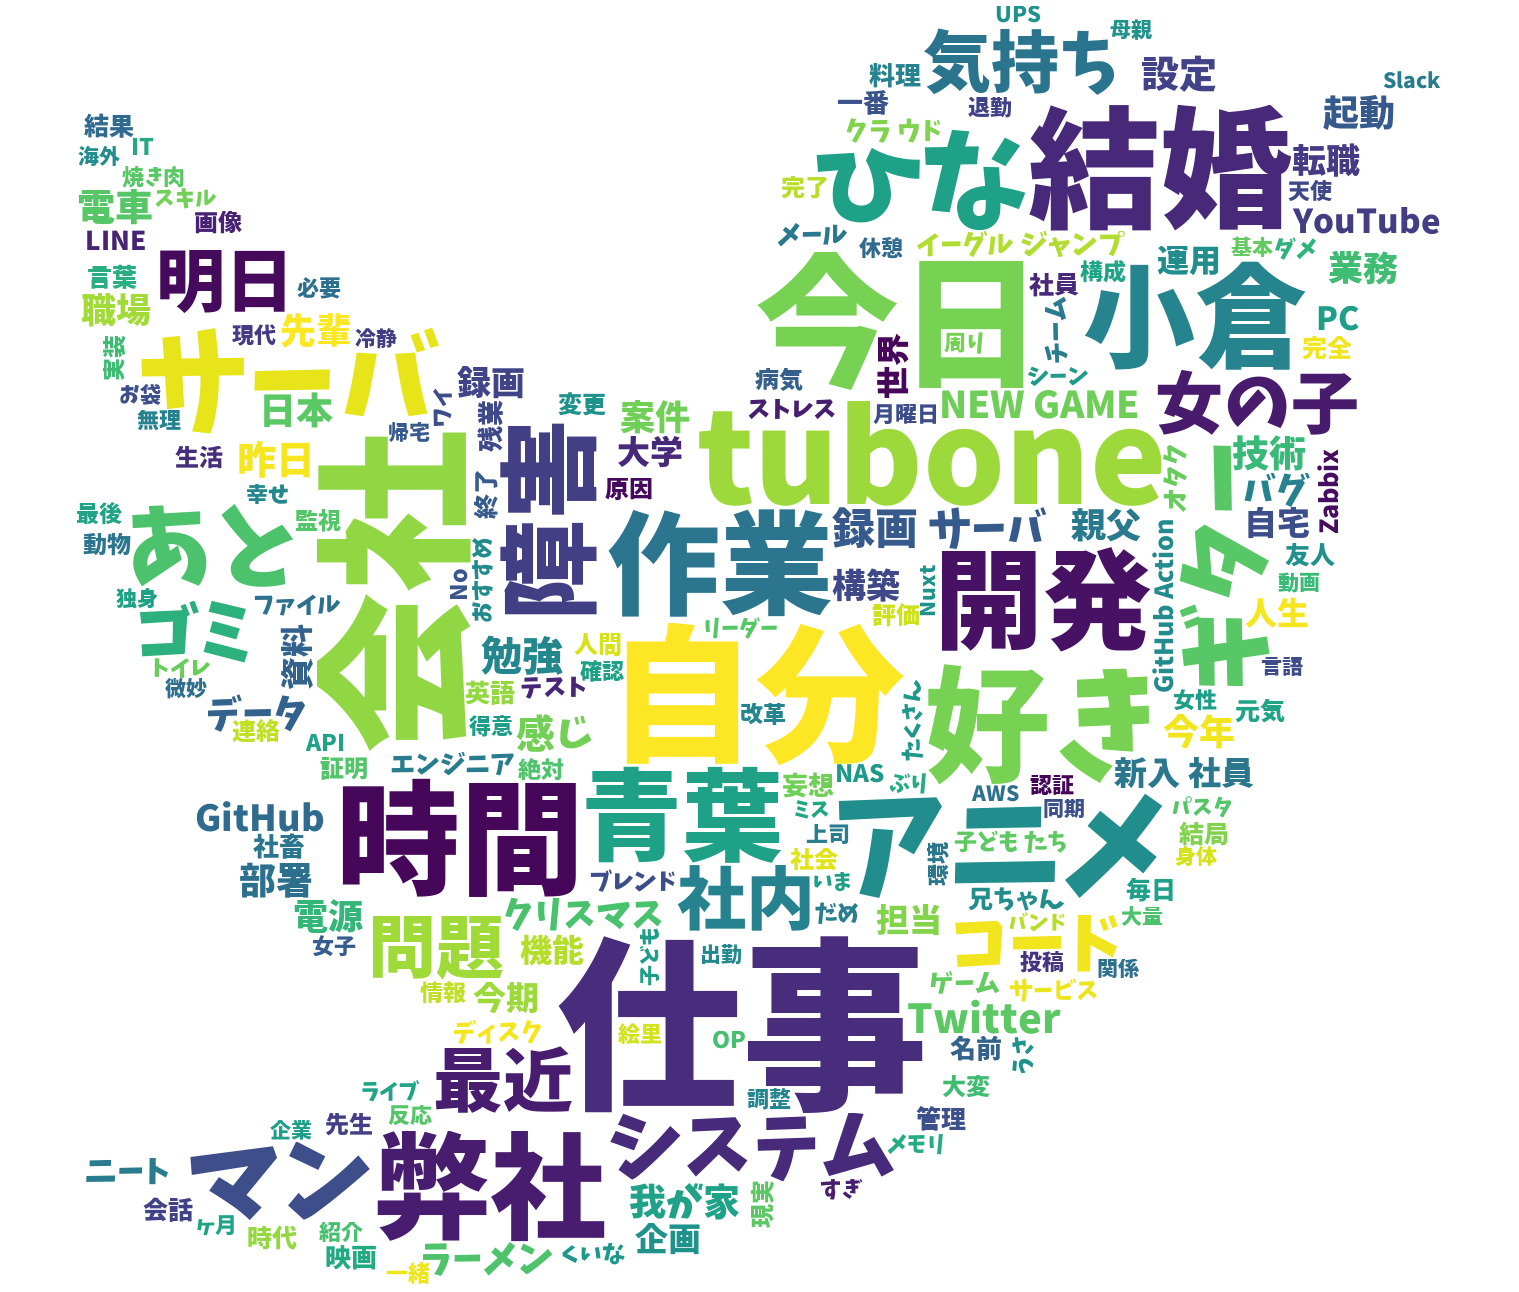 UPS
母親
気持ち
設定
料理
Slack
一番
退勤
起動
結果
クラウド
IT
海外
ひな
結婚
転職
焼き肉
完了
天使
電車
スキル
画像
YouTube
LINE
メール
休憩
イーグルジャンプ
基本
ダメ
明日
言葉
必要
今日
社員
構成
運用
業務
小倉
職場
先輩
現代
冷静
サーバ
チーム
PC
周り
世界
完全
実装
シーン
病気
女の子
お袋
日本
ワイ
録画
変更
案件
ストレス
月曜日
NEW GAME
無理
帰宅
残業
生活
昨日
会社
障害
大学
tubone
オタク
ギター
技術
Zabbix
原因
バグ
幸せ
終了
最後
監視
あと
作業
録画
サーバ
親父
自宅
動物
おすすめ
友人
No
構築
開発
GitHub Action
動画
独身
ファイル
Nuxt
評価
人生
ゴミ
資料
リーダー
勉強
人間
自分
トイレ
確認
言語
微妙
英語
テスト
好き
女性
データ
得意
感じ
改革
たくさん
元気
連絡
今年
API
エンジニア
証明
絶対
青葉
妄想
NAS
ぶり
認証
新入社員
時間
AWS
同期
GitHub
ミス
アニメ
パスタ
社畜
上司
子どもたち
結局
社会
環境
身体
部署
ブレンド
社内
いま
兄ちゃん
毎日
電源
クリスマス
だめ
担当
バンド
大量
問題
コード
女子
機能
子ども
出勤
投稿
関係
仕事
情報
今期
ゲーム
サービス
ディスク
絵里
OP
Twitter
名前
うさ
最近
大変
ライブ
調整
反応
企業
先生
システム
管理
弊社
メモリ
ニート
マン
すぎ
会話
我が家
現実
ヶ月
時代
紹介
企画
映画
ラーメン
くいな
一緒